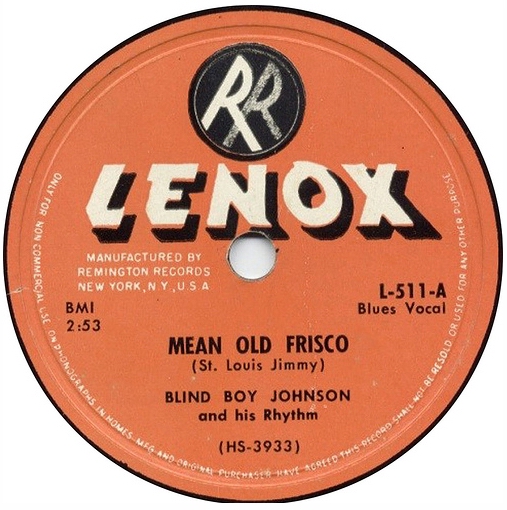 RR
LENOX
MANUFACTURED BY
REMINGTON RECORDS
NEW YORK, N.Y., U.S.A
BMI
2:53
L-511-A
Blues Vocal
MEAN OLD FRISCO
(St. Louis Jimmy)
BLIND BOY JOHNSON
and his Rhythm
(HS-3933)
ONLY FOR NON COMMERCIAL USE ON PHONOGRAPHS IN HOMES. MFG AND ORIGINAL PURCHASER HAVE AGREED THIS RECORD SHALL NOT BE RESOLD OR USED FOR ANY OTHER PURPOSE